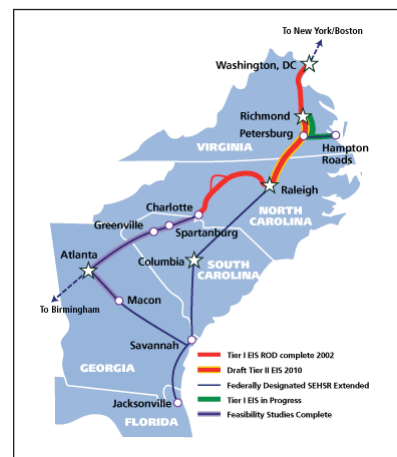 To New York/Boston
Washington, DC
Richmond
Petersburg
Hampton
Roads
VIRGINIA
Raleigh
Charlotte
NORTH
CAROLINA
Greenville
Spartanburg
Atlanta
Columbia
SOUTH
CAROLINA
To Birmingham
Macon
Savannah
GEORGIA
Jacksonville
FLORIDA
Tier I EIS ROD complete 2002
Draft Tier II EIS 2010
Federally Designated SEHSR Extended
Tier I EIS in Progress
Feasibility Studies Complete